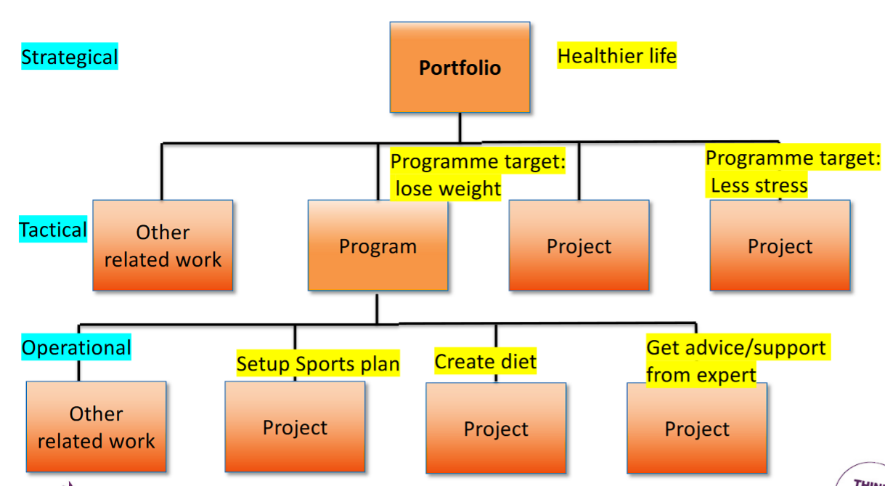 Strategical
Portfolio
Healthier life
Programme target:
lose weight
Programme target:
Less stress
Tactical
Other
related work
Program
Project
Project
Operational
Setup Sports plan
Create diet
Get advice/support
from expert
Other
related work
Project
Project
Project